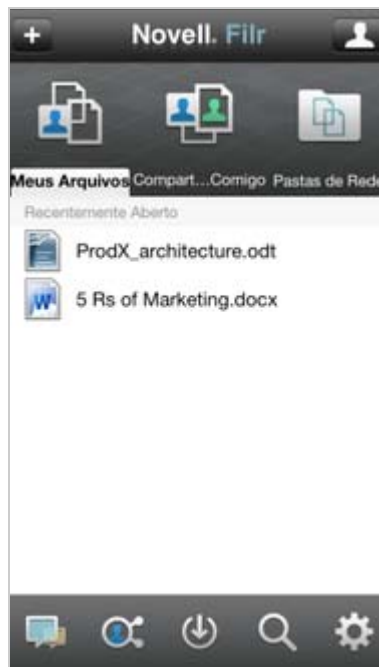 + Novell. Filr
Meus Arquivos Compart...Comigo Pastas de Rede
Recentemente Aberto
ProdX_architecture.odt
W 5 Rs of Marketing.docx